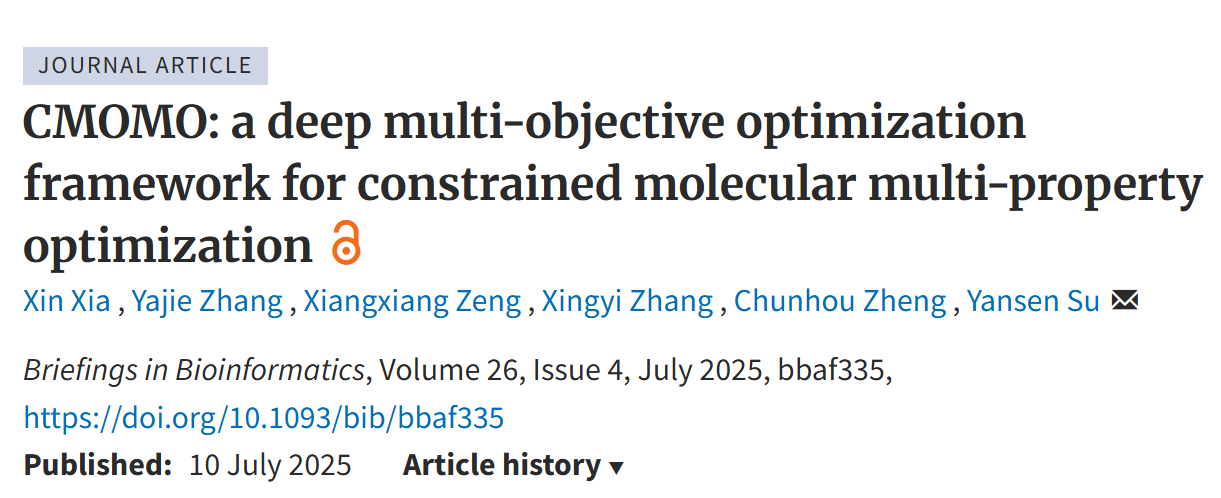 JOURNAL ARTICLE
CMOMO: a deep multi-objective optimization
framework for constrained molecular multi-property
optimization
Xin Xia , Yajie Zhang , Xiangxiang Zeng , Xingyi Zhang , Chunhou Zheng , Yansen Su
Briefings in Bioinformatics, Volume 26, Issue 4, July 2025, bbaf335,
https://doi.org/10.1093/bib/bbaf335
Published: 10 July 2025 Article history ▾